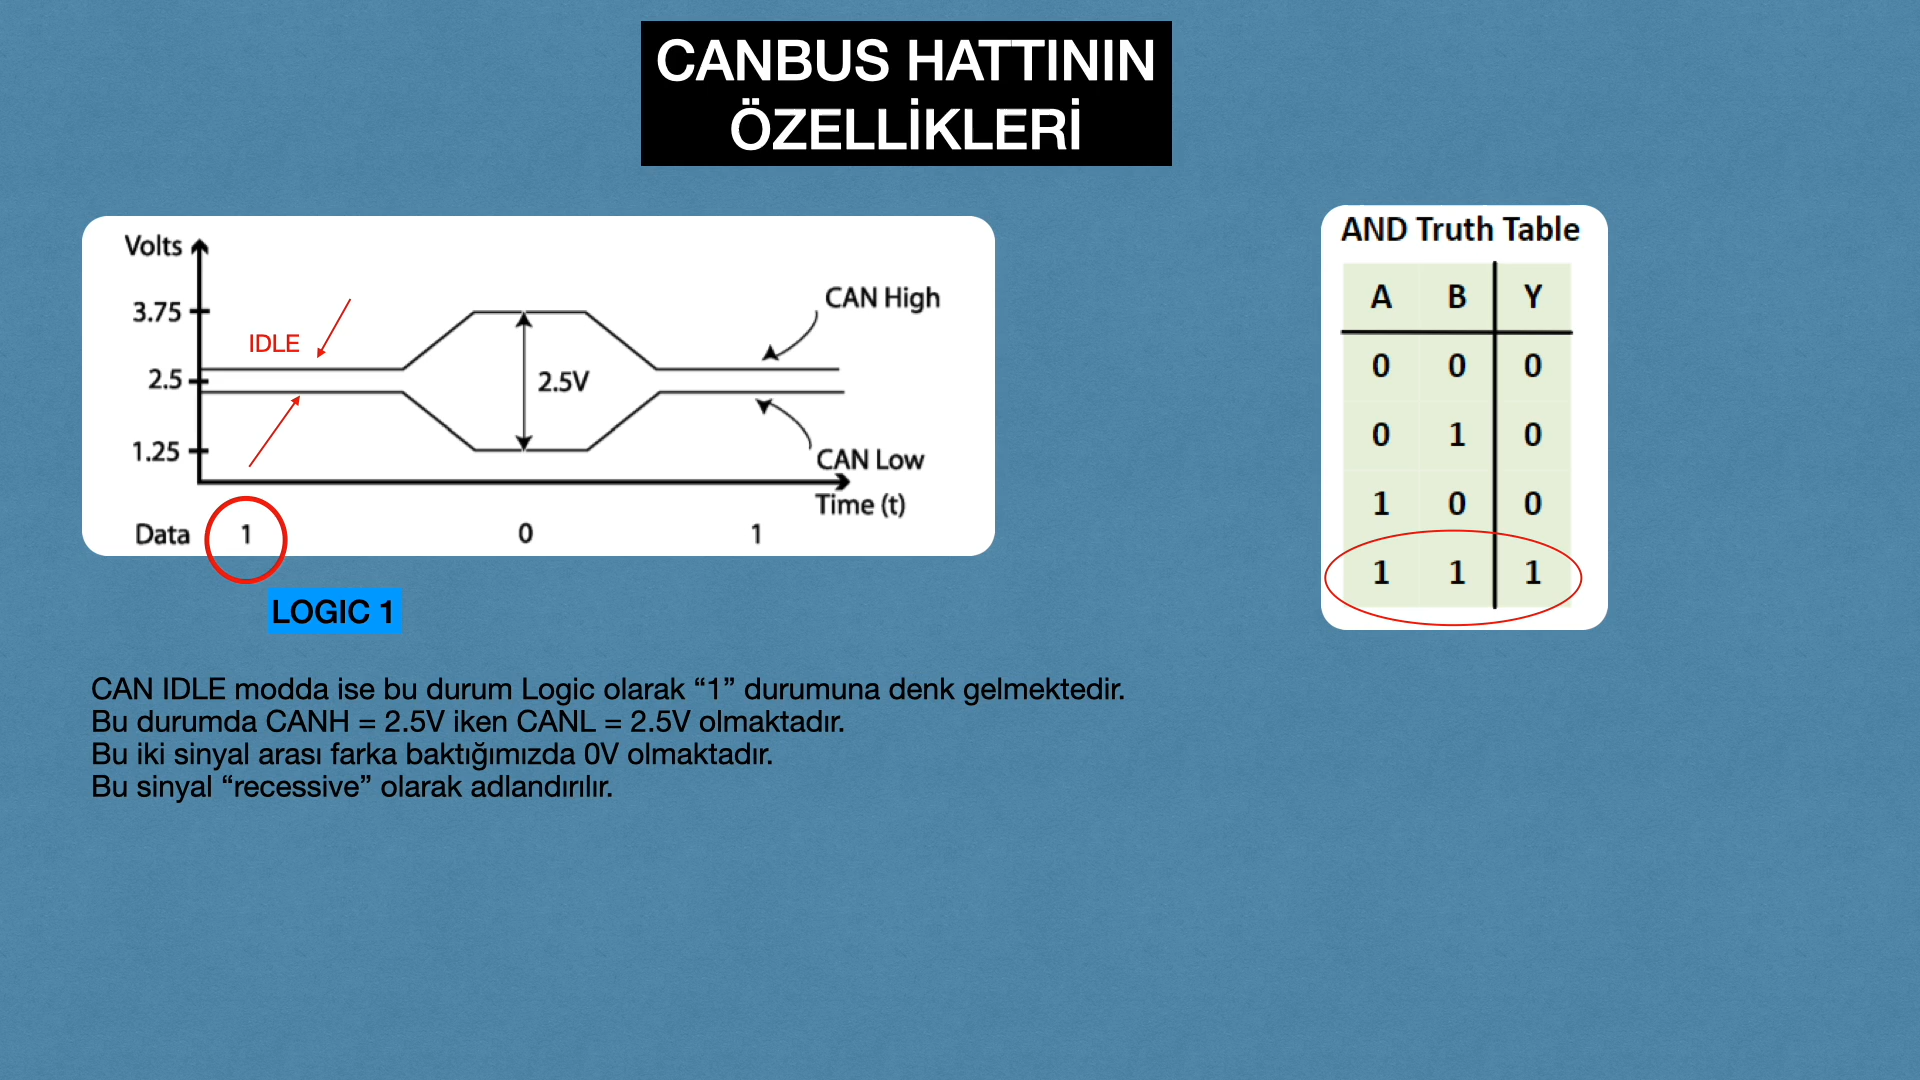 CANBUS HATTININ
ÖZELLİKLERİ
Volts
3.75
2.5
1.25
IDLE
2.5V
CAN High
CAN Low
Time (t)
Data 1 0 1
LOGIC 1
AND Truth Table
A B Y
0 0 0
0 1 0
1 0 0
1 1 1
CAN IDLE modda ise bu durum Logic olarak “1” durumuna denk gelmektedir.
Bu durumda CANH = 2.5V iken CANL = 2.5V olmaktadır.
Bu iki sinyal arası farka baktığımızda 0V olmaktadır.
Bu sinyal “recessive” olarak adlandırılır.